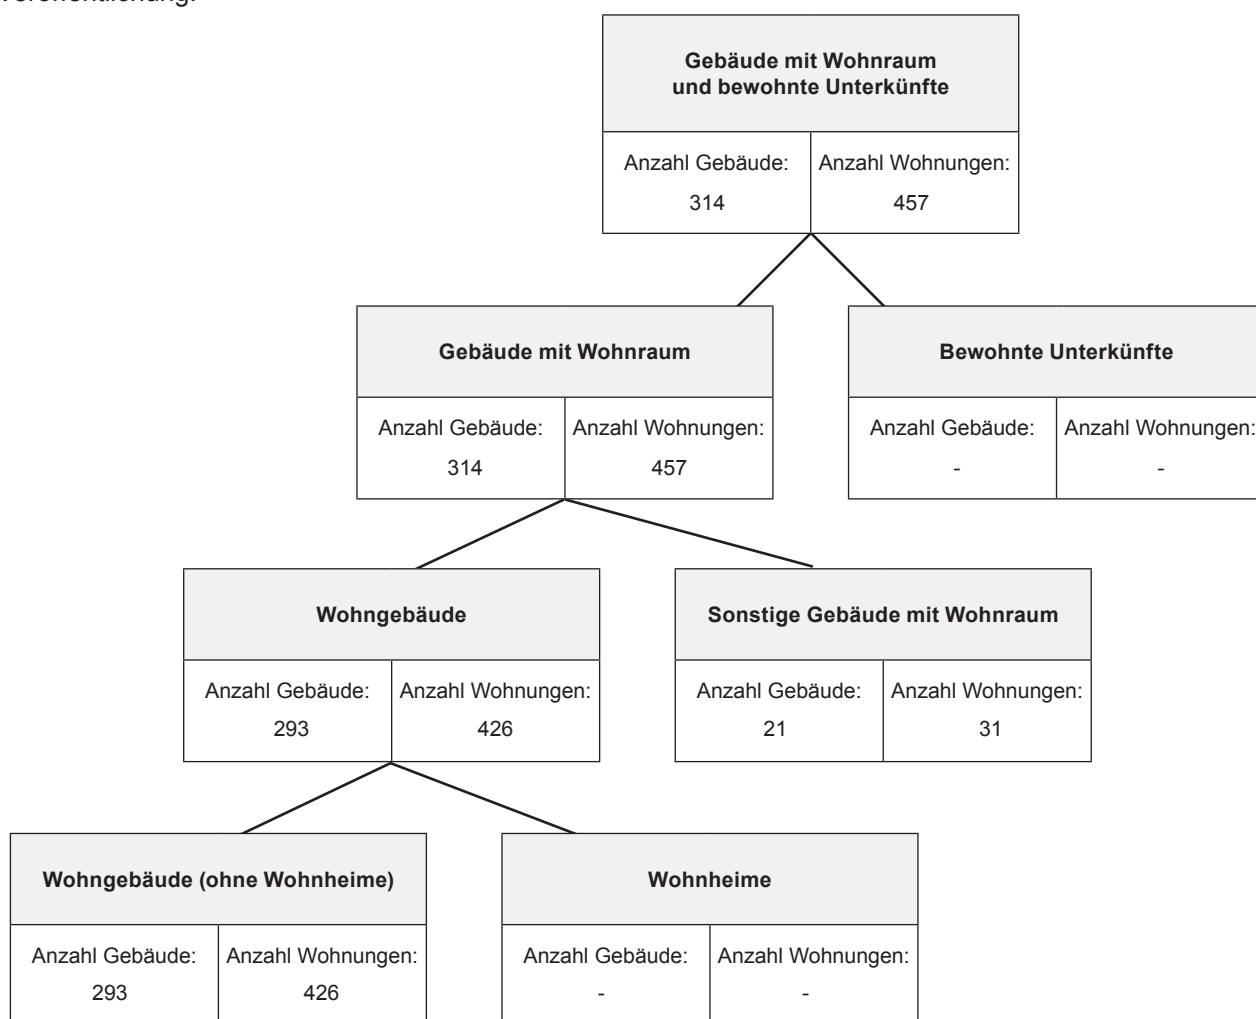 Veröffentlichung.
Gebäude mit Wohnraum
und bewohnte Unterkünfte
Anzahl Gebäude: Anzahl Wohnungen:
314 457
Gebäude mit Wohnraum
Anzahl Gebäude: Anzahl Wohnungen:
314 457
Bewohnte Unterkünfte
Anzahl Gebäude: Anzahl Wohnungen:
- -
Wohngebäude
Anzahl Gebäude: Anzahl Wohnungen:
293 426
Sonstige Gebäude mit Wohnraum
Anzahl Gebäude: Anzahl Wohnungen:
21 31
Wohngebäude (ohne Wohnheime)
Anzahl Gebäude: Anzahl Wohnungen:
293 426
Wohnheime
Anzahl Gebäude: Anzahl Wohnungen:
- -